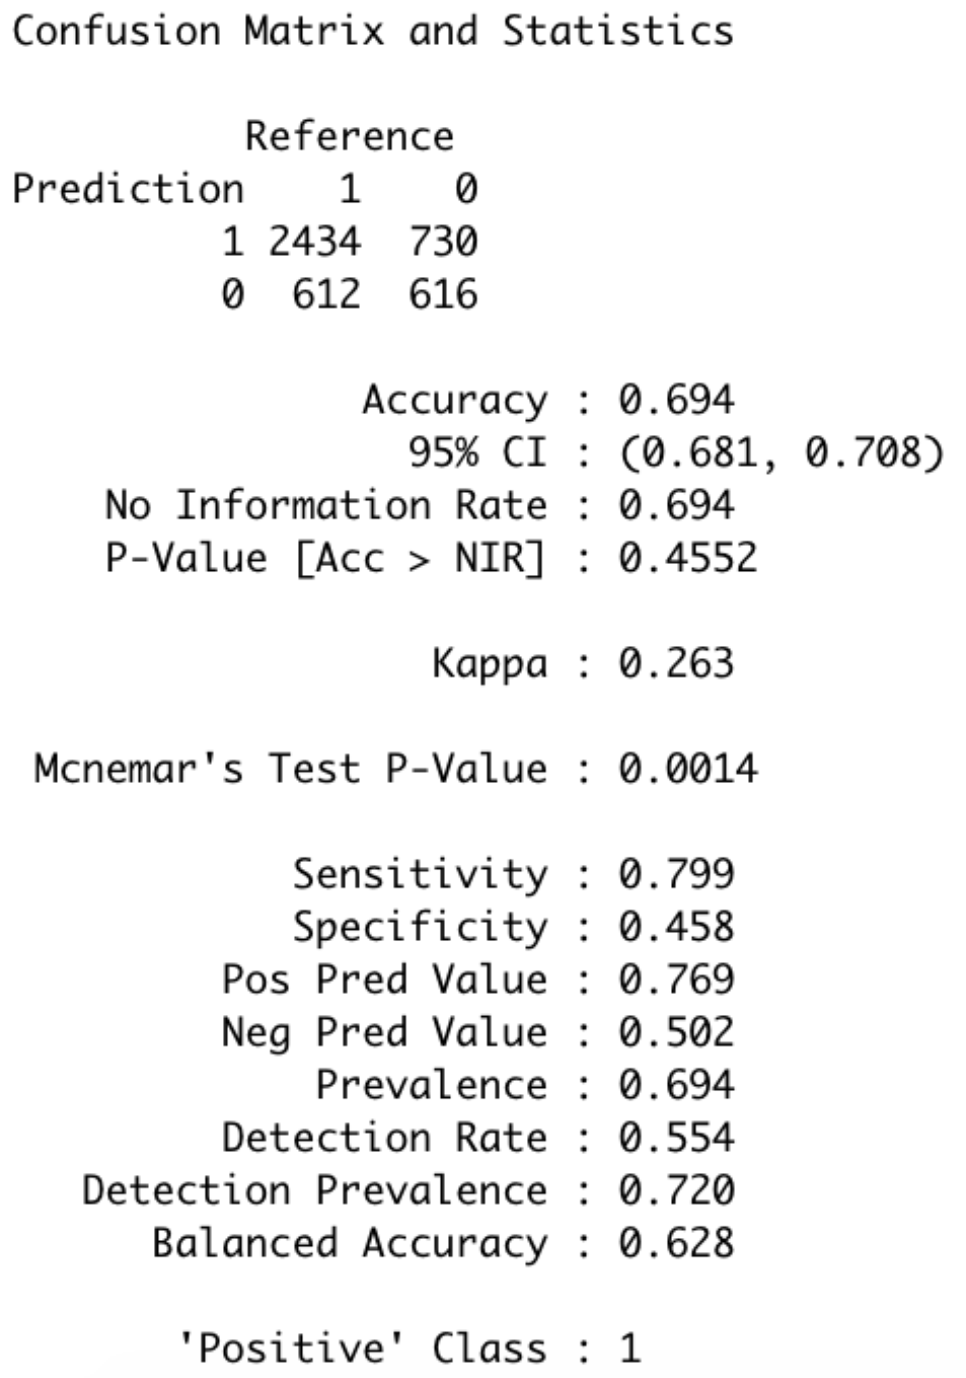 Confusion Matrix and Statistics
Reference
Prediction 1 0
1 2434 730
0 612 616
Accuracy : 0.694
95% CI : (0.681, 0.708)
No Information Rate : 0.694
P-Value [Acc > NIR] : 0.4552
Kappa : 0.263
Mcnemar's Test P-Value : 0.0014
Sensitivity : 0.799
Specificity : 0.458
Pos Pred Value : 0.769
Neg Pred Value : 0.502
Prevalence : 0.694
Detection Rate : 0.554
Detection Prevalence : 0.720
Balanced Accuracy : 0.628
'Positive' Class : 1